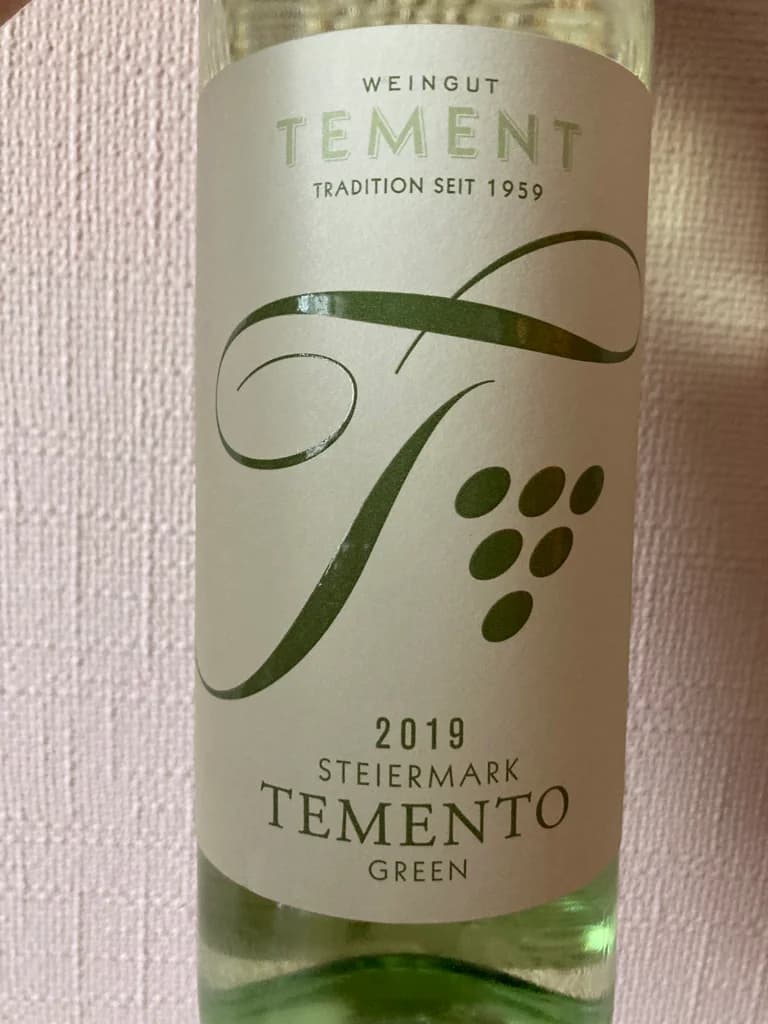 WEINGUT
TEMENT
TRADITION SEIT 1959
T
2019
STEIERMARK
TEMENTO
GREEN